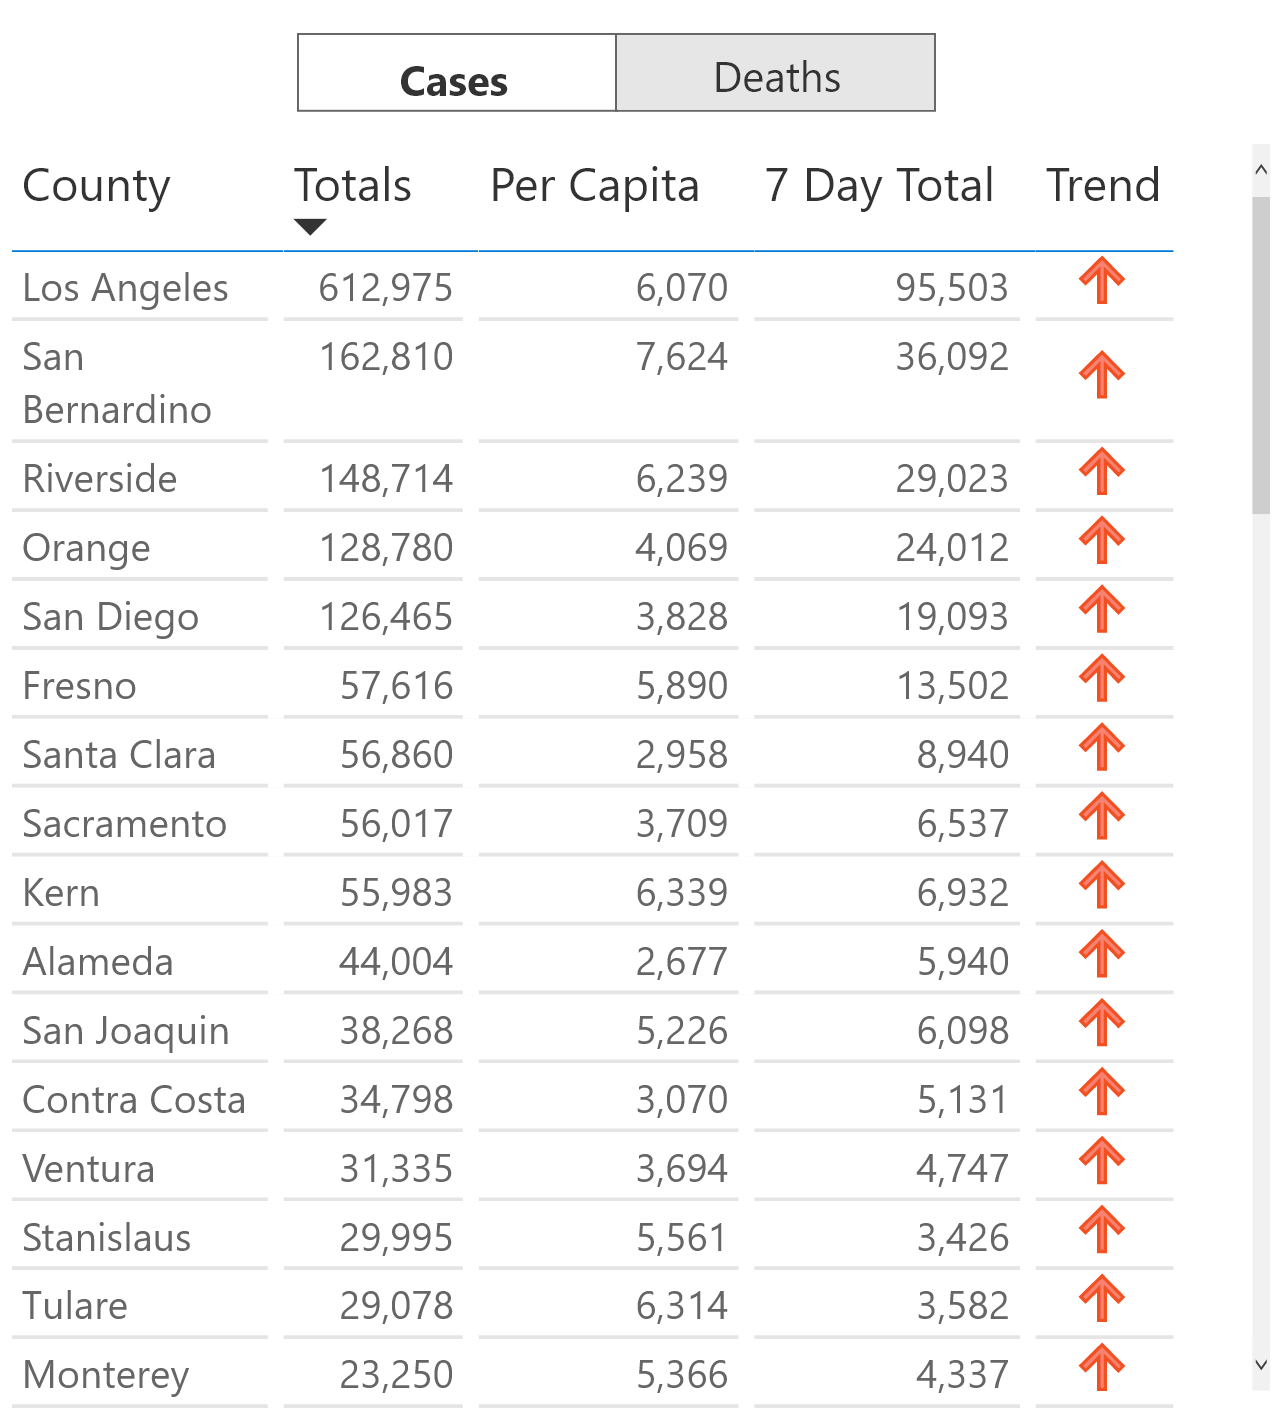 Cases Deaths
County Totals Per Capita 7 Day Total Trend
Los Angeles 612,975 6,070 95,503
San 162,810 7,624 36,092
Bernardino
Riverside 148,714 6,239 29,023
Orange 128,780 4,069 24,012
San Diego 126,465 3,828 19,093
Fresno 57,616 5,890 13,502
Santa Clara 56,860 2,958 8,940
Sacramento 56,017 3,709 6,537
Kern 55,983 6,339 6,932
Alameda 44,004 2,677 5,940
San Joaquin 38,268 5,226 6,098
Contra Costa 34,798 3,070 5,131
Ventura 31,335 3,694 4,747
Stanislaus 29,995 5,561 3,426
Tulare 29,078 6,314 3,582
Monterey 23,250 5,366 4,337